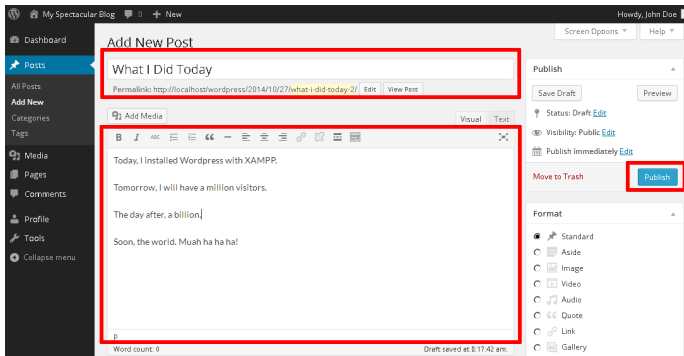 My Spectacular Blog 0 + New Howdy, John Doe
Screen Options Help
Dashboard
Posts
All Posts
Add New
Categories
Tags
Media
Pages
Comments
Profile
Tools
Collapse menu
Add New Post
What I Did Today
Permalink: http://localhost/wordpress/2014/10/27/what-i-did-today-2/ Edit View Post
Add Media
Visual Text
B I ABC
Today, I installed Wordpress with XAMPP.
Tomorrow, I will have a million visitors.
The day after, a billion.
Soon, the world. Muah ha ha ha!
p
Word count: 0 Draft saved at 8:17:42 am.
Publish
Save Draft Preview
Status: Draft Edit
Visibility: Public Edit
Publish immediately Edit
Move to Trash Publish
Format
Standard
Aside
Image
Video
Audio
Quote
Link
Gallery